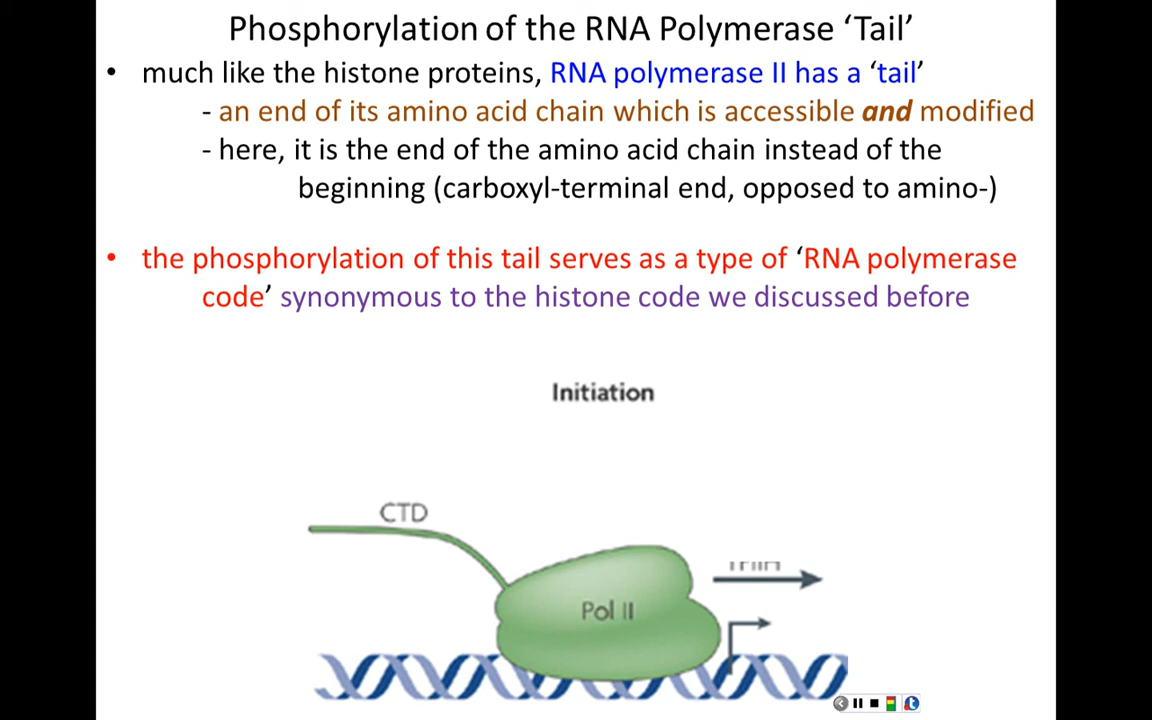 Phosphorylation of the RNA Polymerase ‘Tail’
• much like the histone proteins, RNA polymerase II has a ‘tail’
- an end of its amino acid chain which is accessible and modified
- here, it is the end of the amino acid chain instead of the
beginning (carboxyl-terminal end, opposed to amino-)
• the phosphorylation of this tail serves as a type of ‘RNA polymerase
code’ synonymous to the histone code we discussed before
Initiation
CTD
Pol II